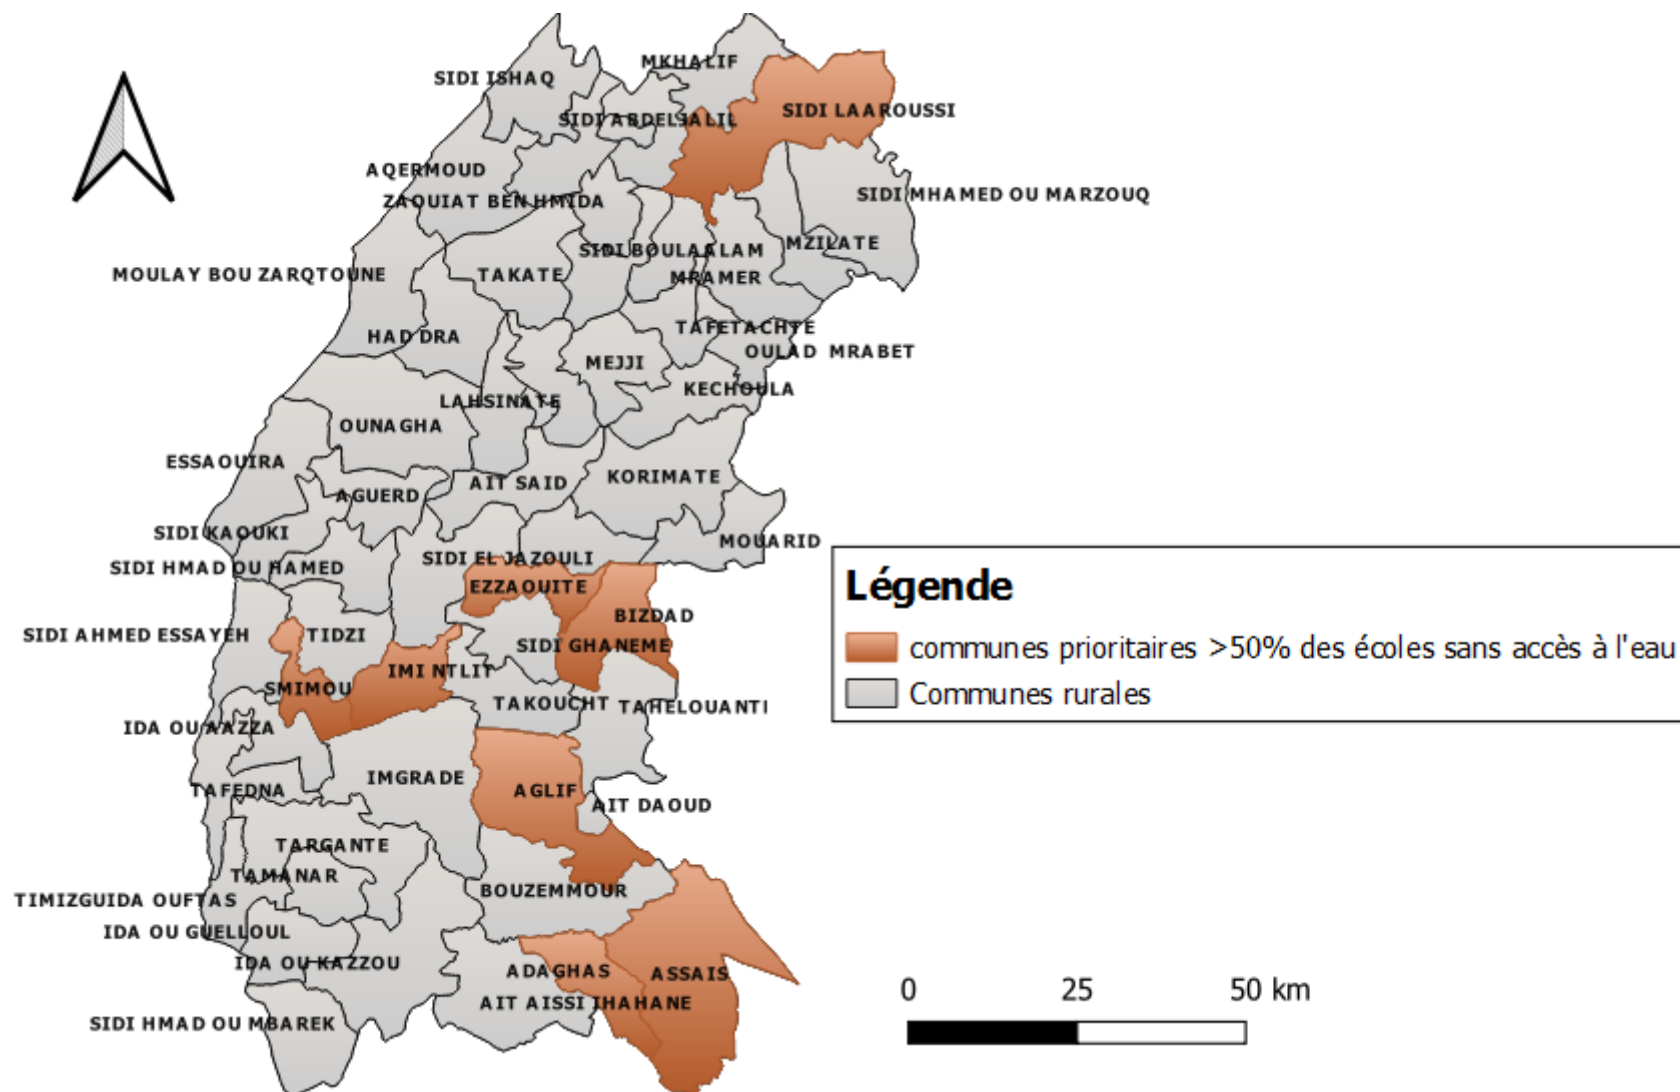 MKHALIF
SIDI ISHAQ
SIDI LAAROUSSI
SIDI ABDELJALIL
AQERMOUD
SIDI MHAMED OU MARZOUQ
ZAOUIAT BEN HMIDA
MZILATE
SIDI BOULAALAM
MOULAY BOU ZARQTOUNE
TAKATE
MRAMER
TAFETACHTE
HAD DRA
OULAD MRABET
MEJJI
KECHOULA
LAHSINATE
OUNAGHA
ESSAOUIRA
KORIMATE
AIT SAID
AGUERD
SIDI KAOUKI
MOUARID
SIDI EL JAZOULI
SIDI HMAD OU HAMED
EZZAOUITE
BIZDAD
SIDI AHMED ESSAYEH
TIDZI
SIDI GHANEME
IMI NTLIT
SMIMOU
TAKOUCHT
TAHELOUANTI
IDA OU AAZZA
IMGRADE
TAFEDNA
AGLIF
AIT DAOUD
TARGANTE
TAMANAR
BOUZEMMOUR
TIMIZGUIDA OUFTAS
IDA OU GUELLOUL
IDA OU KAZZOU
ADAGHAS
ASSAIS
AIT AISSI IHAHANE
SIDI HMAD OU MBAREK
Légende
communes prioritaires >50% des écoles sans accès à l'eau
Communes rurales
0 25 50 km